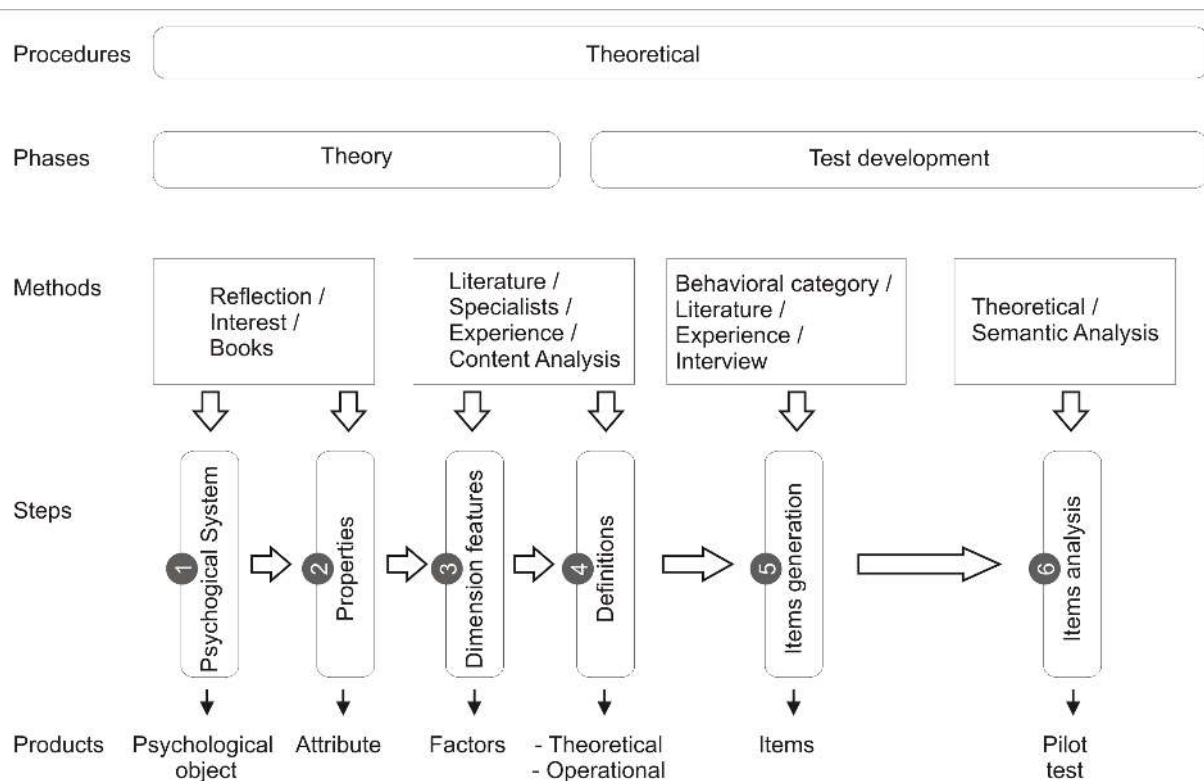 Procedures
Theoretical
Phases
Theory
Test development
Methods
Reflection /
Interest /
Books
Literature /
Specialists /
Experience /
Content Analysis
Behavioral category /
Literature /
Experience /
Interview
Theoretical /
Semantic Analysis
Steps
1 Psychogical System
2 Properties
3 Dimension features
4 Definitions
5 Items generation
6 Items analysis
Products
Psychological
object
Attribute
Factors
- Theoretical
- Operational
Items
Pilot
test